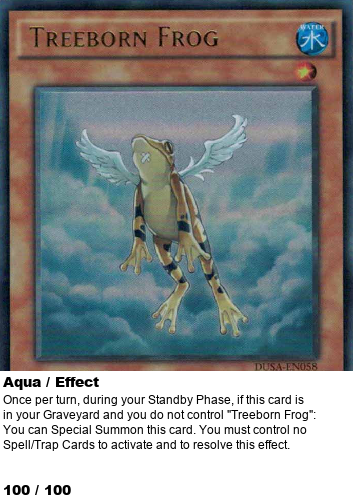 Treeborn Frog
WATER
水
DUSA-EN058
Aqua / Effect
Once per turn, during your Standby Phase, if this card is
in your Graveyard and you do not control "Treeborn Frog":
You can Special Summon this card. You must control no
Spell/Trap Cards to activate and to resolve this effect.
100 / 100